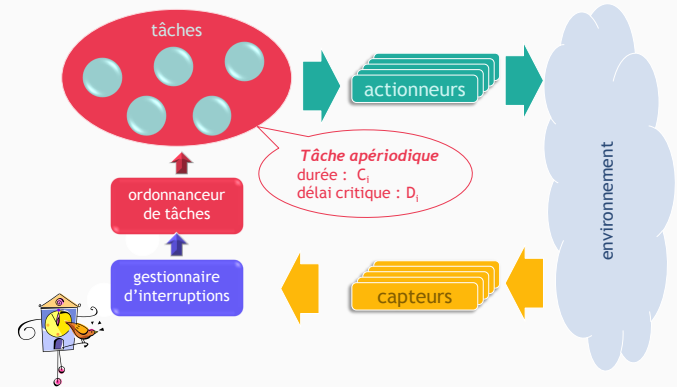 tâches
actionneurs
Tâche apériodique
durée : Cᵢ
délai critique : Dᵢ
ordonnanceur
de tâches
environnement
gestionnaire
d'interruptions
capteurs